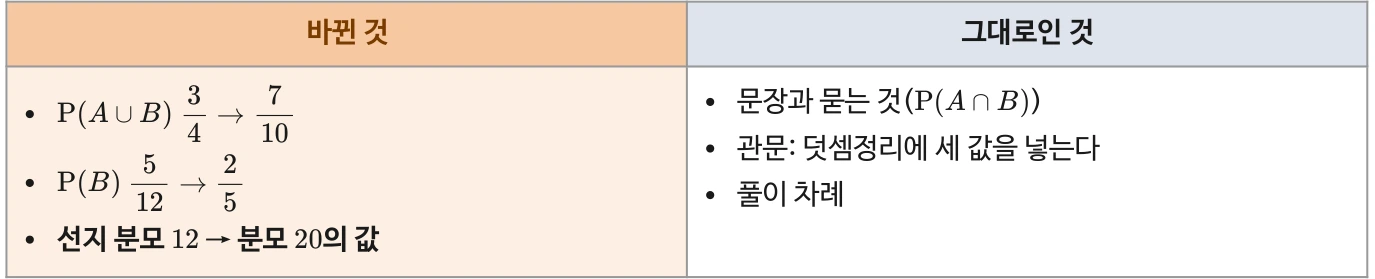 바뀐 것
그대로인 것
• P(A ∪ B) 3/4 → 7/10
• P(B) 5/12 → 2/5
• 선지 분모 12 → 분모 20의 값
• 문장과 묻는 것(P(A ∩ B))
• 관문: 덧셈정리에 세 값을 넣는다
• 풀이 차례